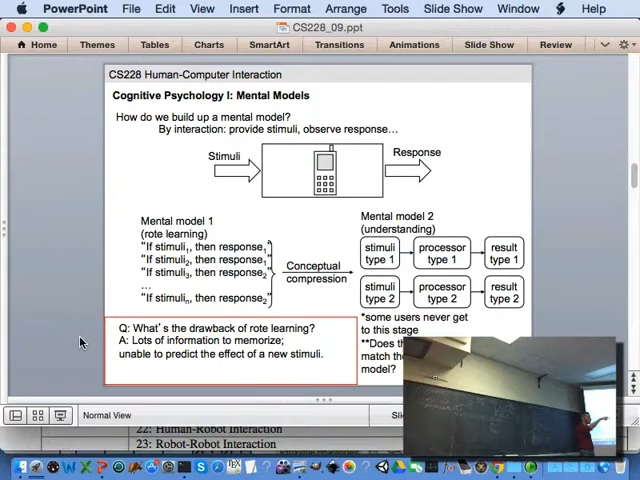 PowerPoint File Edit View Insert Format Arrange Tools Slide Show Window Help
CS228_09.ppt
Home Themes Tables Charts SmartArt Transitions Animations Slide Show Review
CS228 Human-Computer Interaction
Cognitive Psychology I: Mental Models
How do we build up a mental model?
By interaction: provide stimuli, observe response…
Stimuli
Response
Mental model 1
(rote learning)
"If stimuli1, then response1"
"If stimuli2, then response1"
"If stimuli3, then response2"
…
"If stimulin, then response2"
Conceptual
compression
Mental model 2
(understanding)
stimuli
type 1
processor
type 1
result
type 1
stimuli
type 2
processor
type 2
result
type 2
*some users never get
to this stage
**Does th
match the
model?
Q: What's the drawback of rote learning?
A: Lots of information to memorize;
unable to predict the effect of a new stimuli.
Normal View
22: Human-Robot Interaction
23: Robot-Robot Interaction